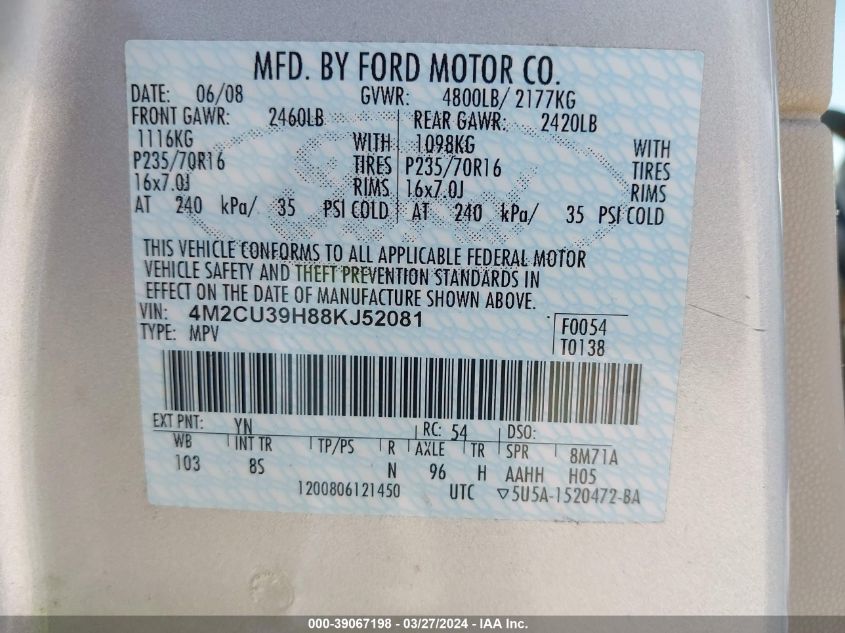 MFD. BY FORD MOTOR CO.
DATE: 06/08 GVWR: 4800LB/ 2177KG
FRONT GAWR: 2460LB REAR GAWR: 2420LB
1116KG WITH 1098KG WITH
P235/70R16 TIRES P235/70R16 TIRES
16x7.0J RIMS 16x7.0J RIMS
AT 240 kPa/ 35 PSI COLD AT 240 kPa/ 35 PSI COLD
THIS VEHICLE CONFORMS TO ALL APPLICABLE FEDERAL MOTOR
VEHICLE SAFETY AND THEFT PREVENTION STANDARDS IN
EFFECT ON THE DATE OF MANUFACTURE SHOWN ABOVE.
VIN: 4M2CU39H88KJ52081 F0054
TYPE: MPV T0138
EXT PNT: YN RC: 54 DSO:
WB INT TR TP/PS R AXLE TR SPR 8M71A
103 8S N 96 H AAHH H05
1200806121450 UTC ▽5U5A-1520472-BA
000-39067198 - 03/27/2024 - IAA Inc.